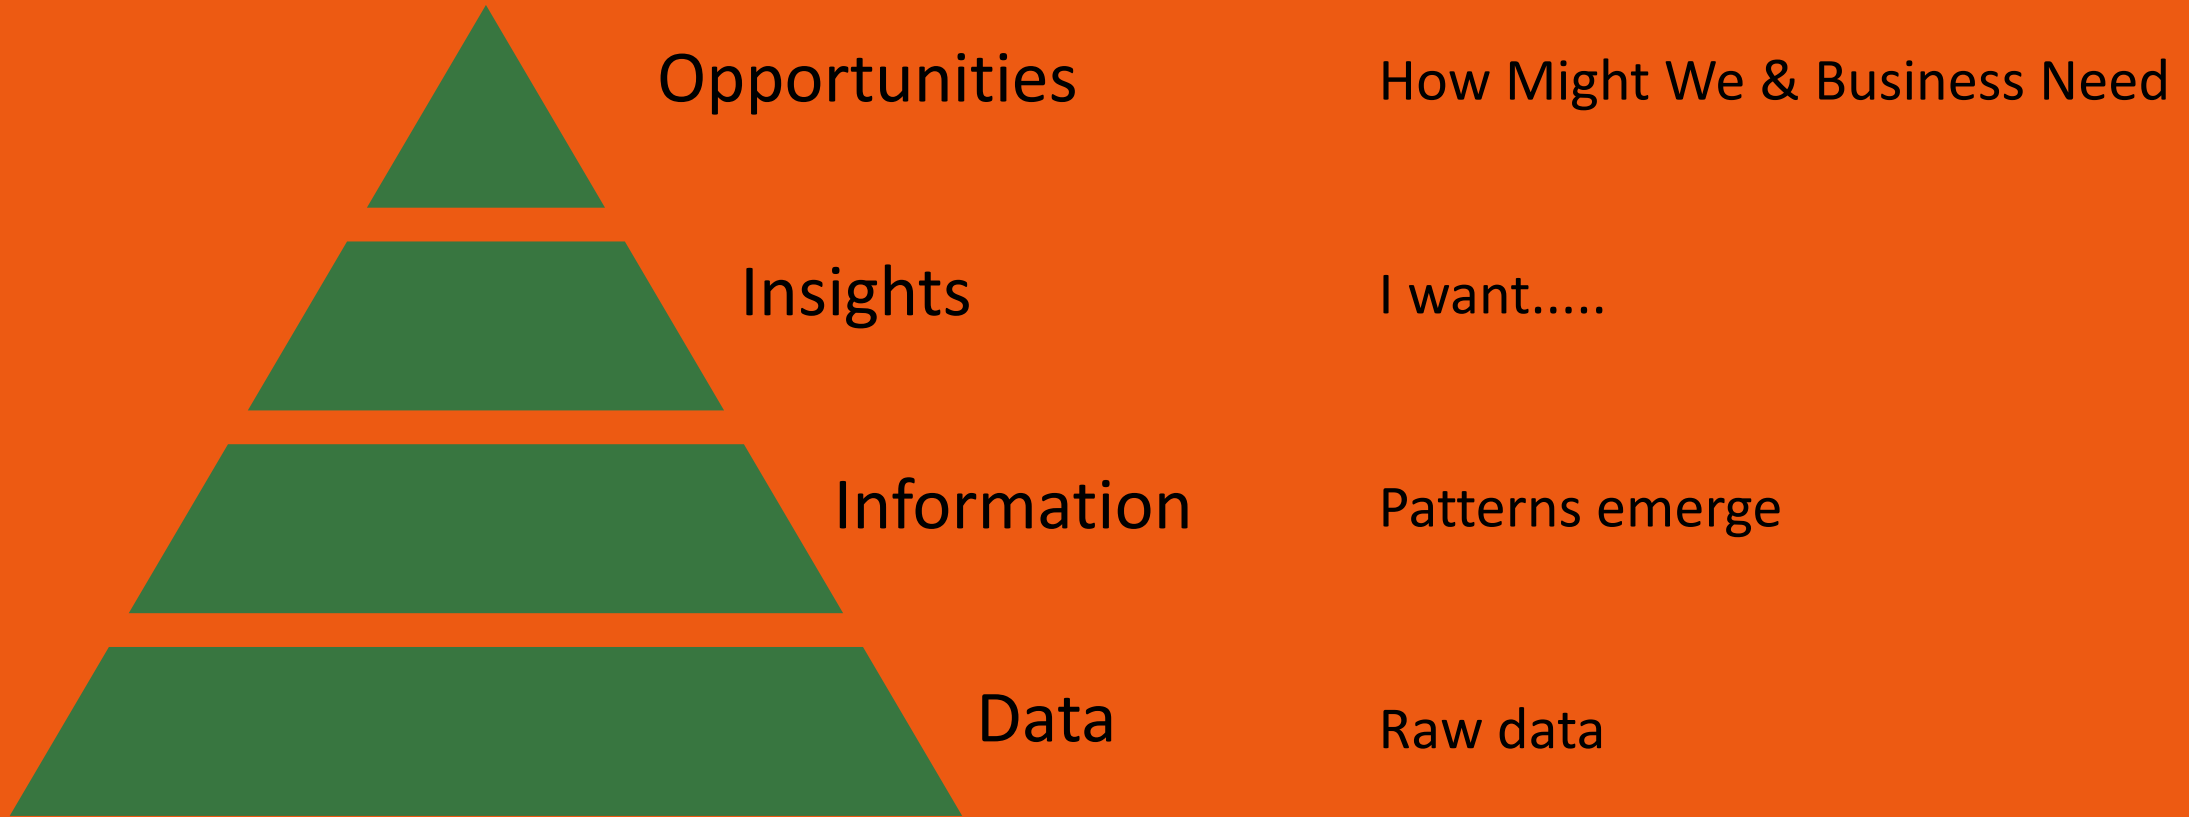 Opportunities
How Might We & Business Need
Insights
I want.....
Information
Patterns emerge
Data
Raw data